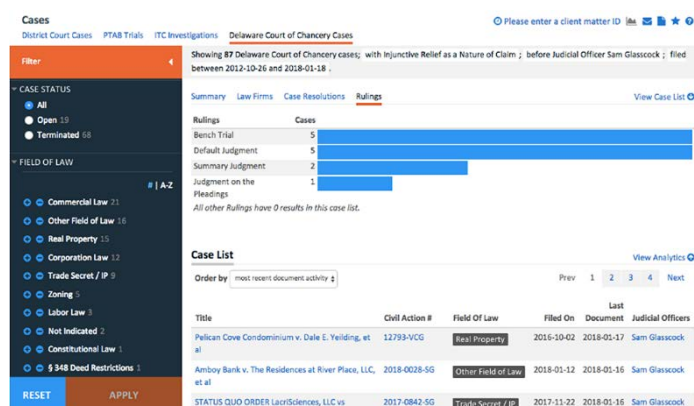 Cases
Please enter a client matter ID
District Court Cases PTAB Trials ITC Investigations Delaware Court of Chancery Cases
Filter
Showing 87 Delaware Court of Chancery cases; with Injunctive Relief as a Nature of Claim ; before Judicial Officer Sam Glasscock ; filed
between 2012-10-26 and 2018-01-18 .
CASE STATUS
All
Open 19
Terminated 68
FIELD OF LAW
# | A-Z
Commercial Law 21
Other Field of Law 16
Real Property 15
Corporation Law 12
Trade Secret / IP 9
Zoning 5
Labor Law 3
Not Indicated 2
Constitutional Law 1
§ 348 Deed Restrictions 1
RESET APPLY
Summary Law Firms Case Resolutions Rulings View Case List
Rulings Cases
Bench Trial 5
Default Judgment 5
Summary Judgment 2
Judgment on the 1
Pleadings
All other Rulings have 0 results in this case list.
Case List View Analytics
Order by most recent document activity Prev 1 2 3 4 Next
Last
Title Civil Action # Field Of Law Filed On Document Judicial Officers
Pelican Cove Condominium v. Dale E. Yeilding, et 12793-VCG Real Property 2016-10-02 2018-01-17 Sam Glasscock
al
Amboy Bank v. The Residences at River Place, LLC, 2018-0028-SG Other Field of Law 2018-01-12 2018-01-16 Sam Glasscock
et al
STATUS QUO ORDER LacriSciences, LLC vs 2017-0842-SG Trade Secret / IP 2017-11-22 2018-01-16 Sam Glasscock